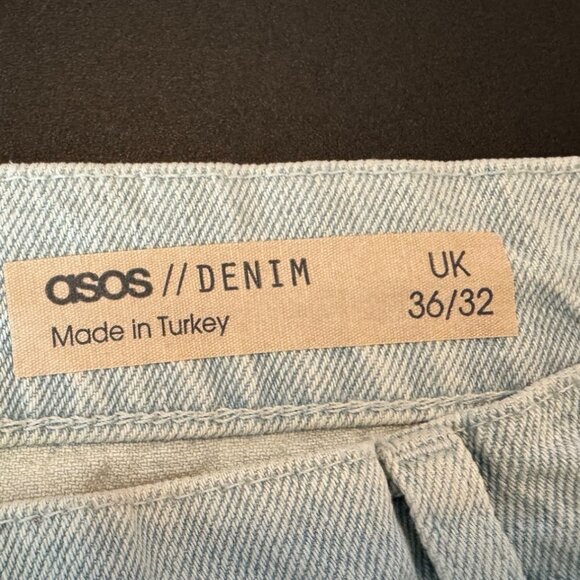 asos // DENIM
Made in Turkey
UK
36/32